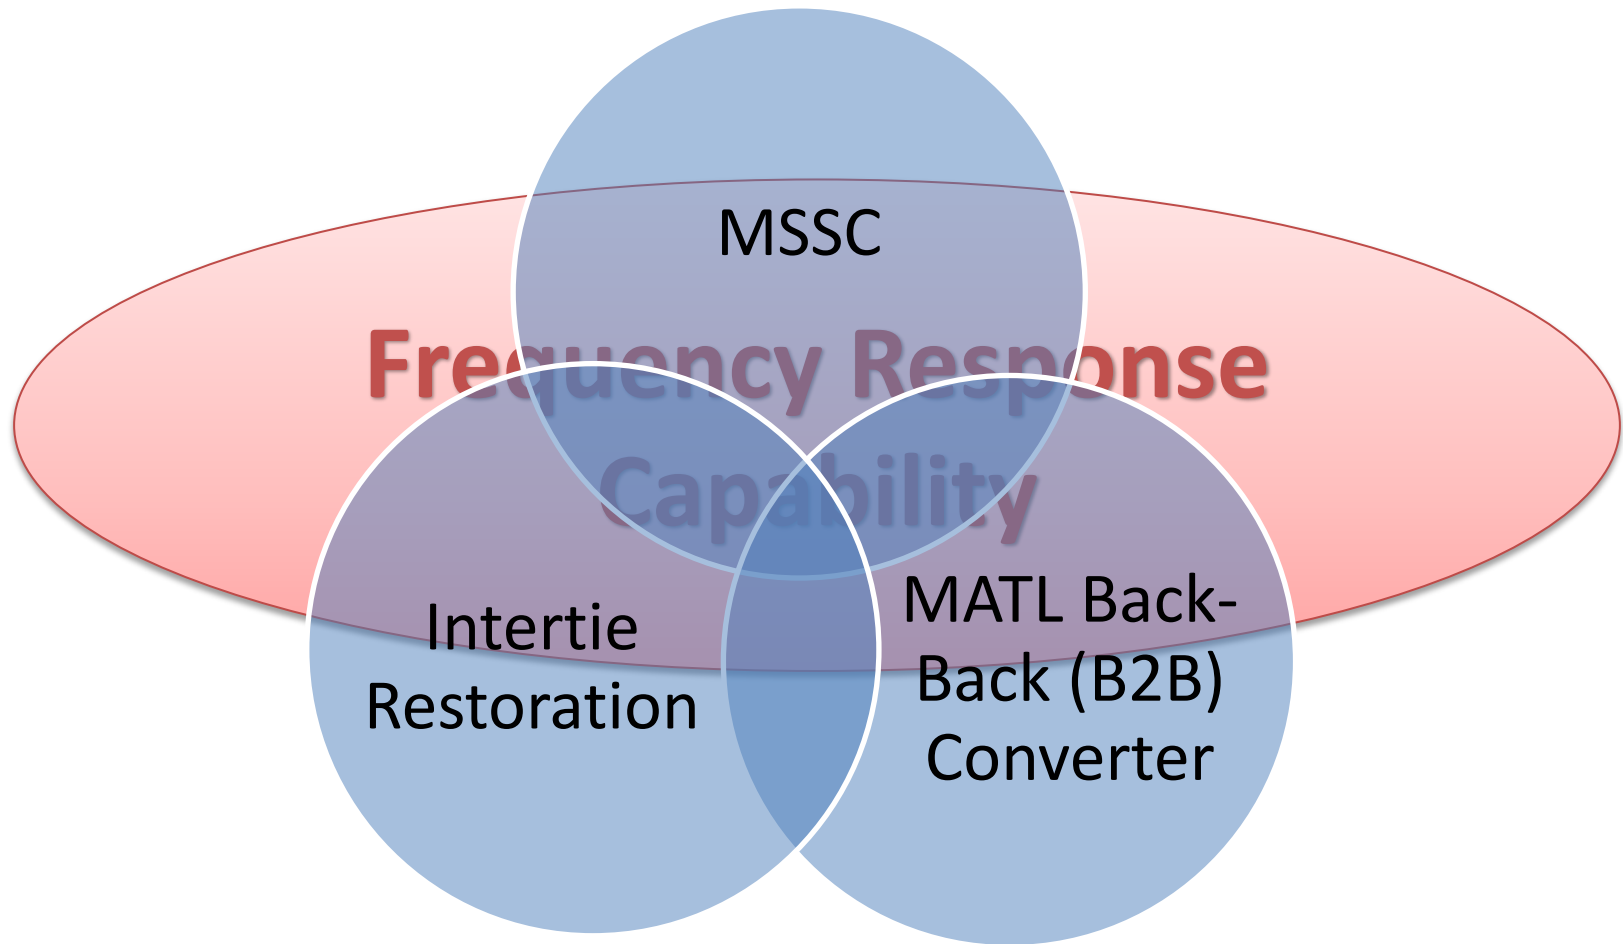 MSSC
Frequency Response
Capability
Intertie
Restoration
MATL Back-
Back (B2B)
Converter